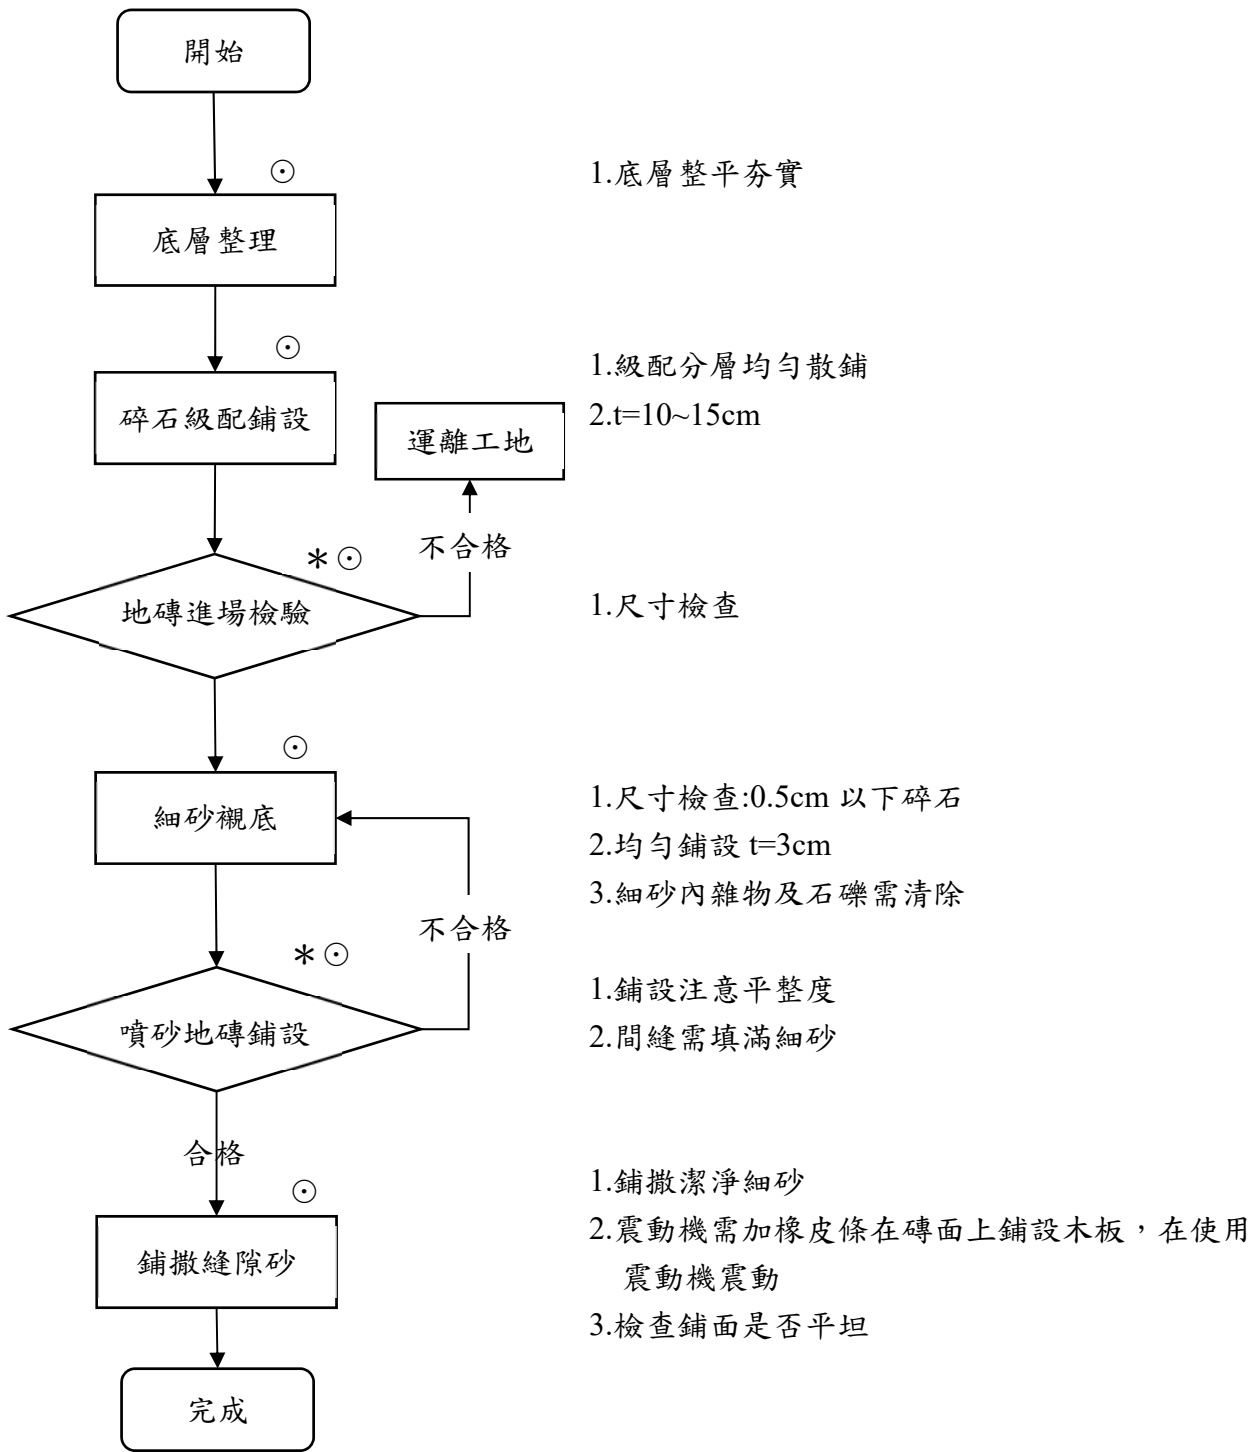 開始
⊙
1.底層整平夯實
底層整理
⊙
1.級配分層均勻散鋪
碎石級配鋪設
2.t=10~15cm
運離工地
不合格
＊⊙
地磚進場檢驗
1.尺寸檢查
⊙
細砂襯底
1.尺寸檢查:0.5cm 以下碎石
2.均勻鋪設 t=3cm
3.細砂內雜物及石礫需清除
不合格
＊⊙
噴砂地磚鋪設
1.鋪設注意平整度
2.間縫需填滿細砂
合格
⊙
鋪撒縫隙砂
1.鋪撒潔淨細砂
2.震動機需加橡皮條在磚面上鋪設木板，在使用
震動機震動
3.檢查鋪面是否平坦
完成